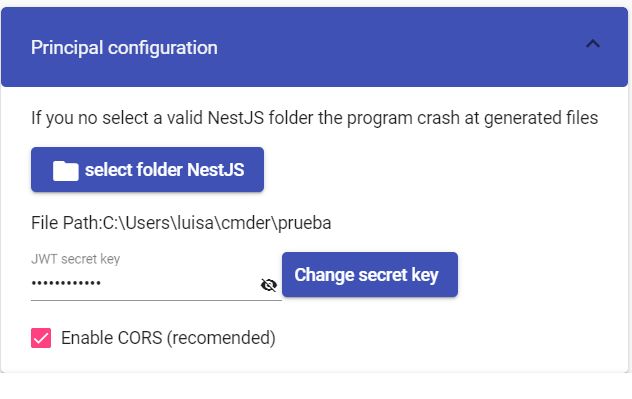 Principal configuration
If you no select a valid NestJS folder the program crash at generated files
select folder NestJS
File Path:C:\Users\luisa\cmder\prueba
JWT secret key
••••••••••••
Change secret key
Enable CORS (recomended)